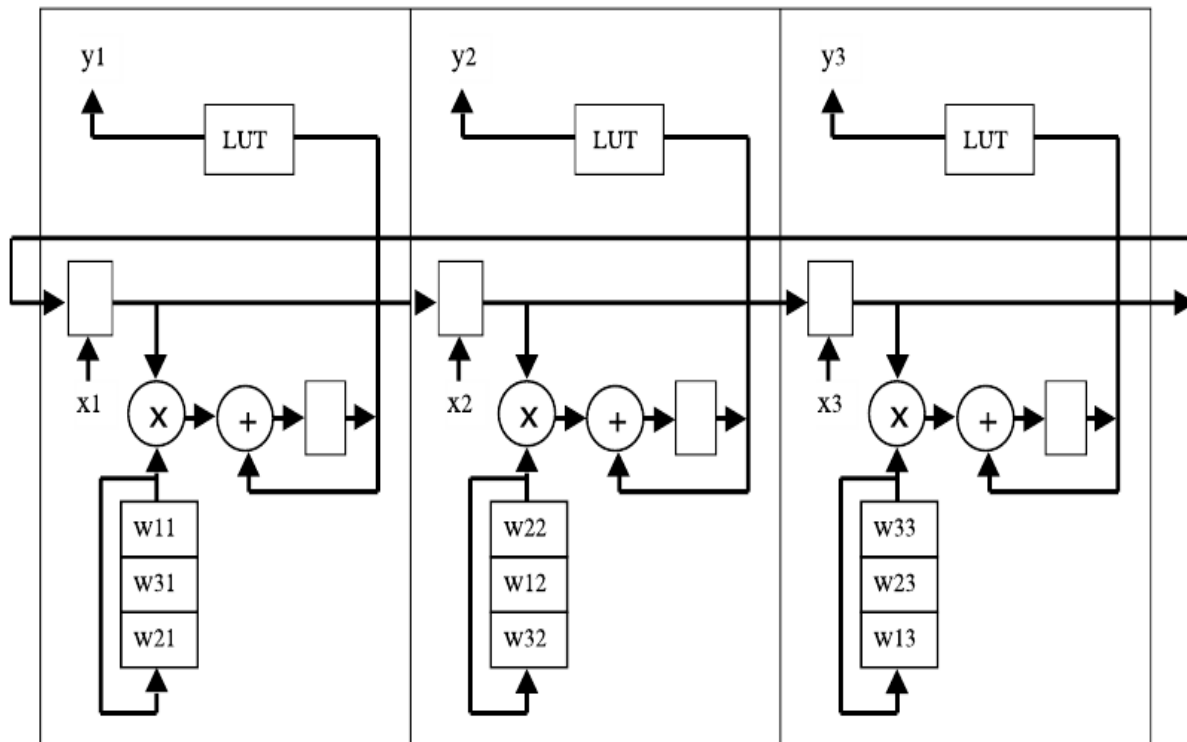 y1 y2 y3
LUT LUT LUT
x1 x2 x3
X + X + X +
w11 w22 w33
w31 w12 w23
w21 w32 w13